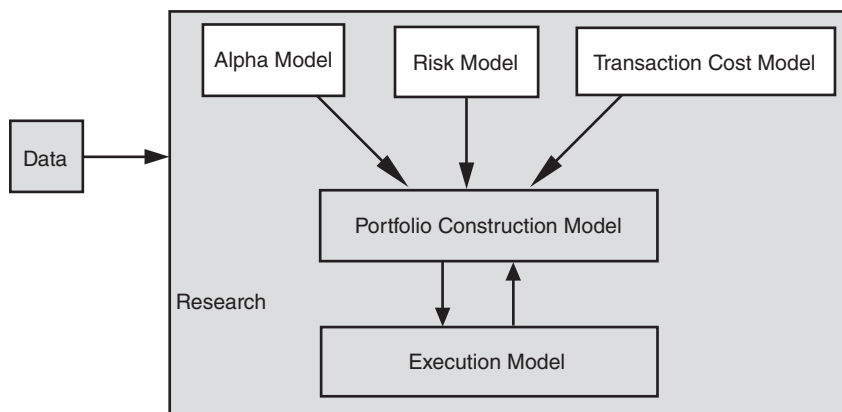 Alpha Model
Risk Model
Transaction Cost Model
Data
Portfolio Construction Model
Research
Execution Model